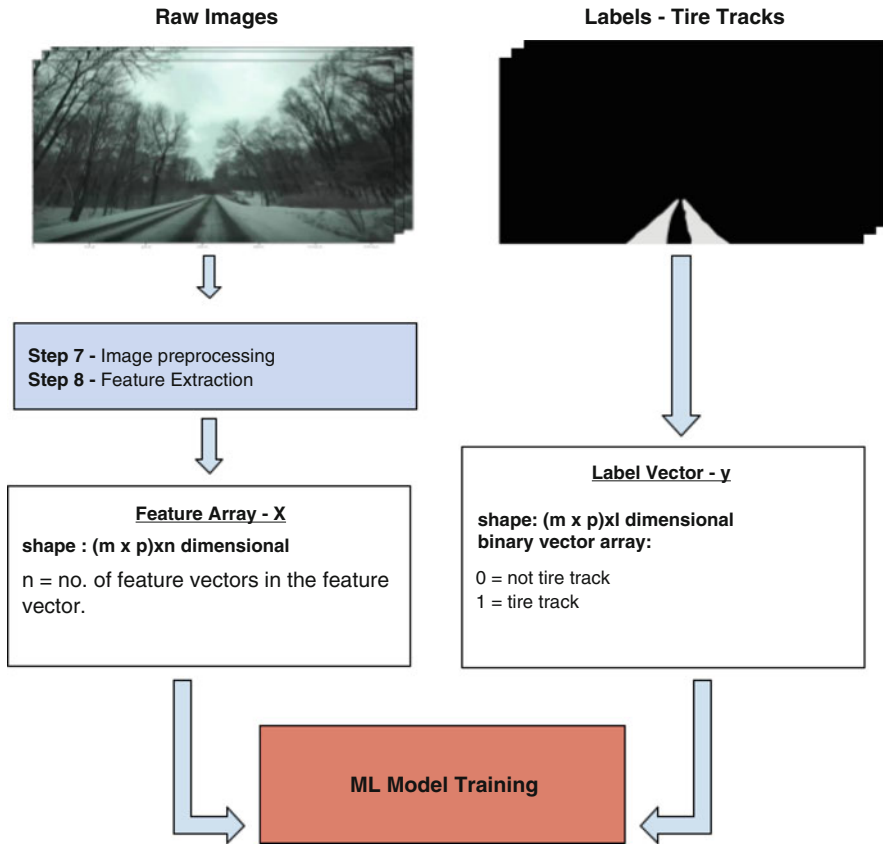 Raw Images
Labels - Tire Tracks
Step 7 - Image preprocessing
Step 8 - Feature Extraction
Feature Array - X
shape : (m x p)xn dimensional
n = no. of feature vectors in the feature
vector.
Label Vector - y
shape: (m x p)xl dimensional
binary vector array:
0 = not tire track
1 = tire track
ML Model Training